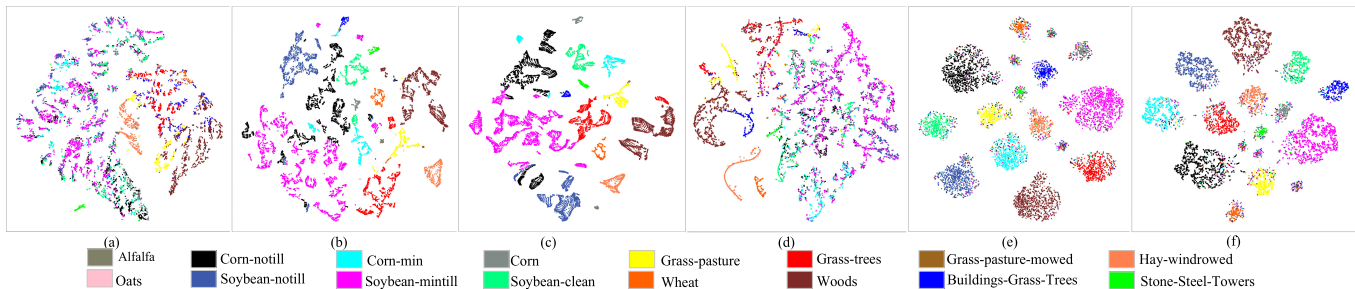 (a) (b) (c) (d) (e) (f)
Alfalfa Corn-notill Corn-min Corn Grass-pasture Grass-trees Grass-pasture-mowed Hay-windrowed
Oats Soybean-notill Soybean-mintill Soybean-clean Wheat Woods Buildings-Grass-Trees Stone-Steel-Towers